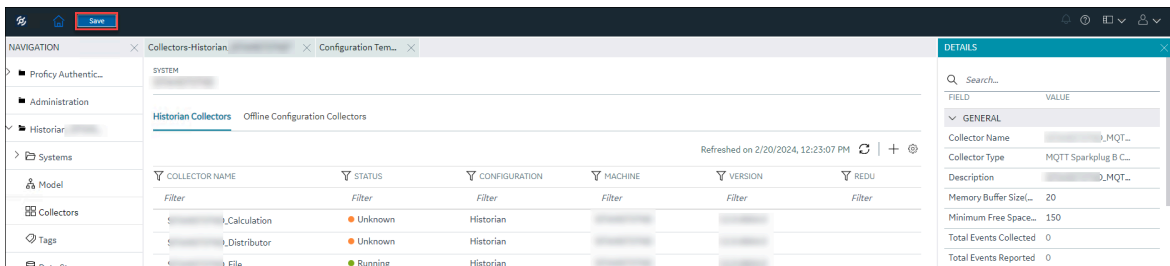 Save
NAVIGATION
Collectors-Historian
Configuration Tem...
DETAILS
Proficy Authentic...
Administration
Historian
Systems
Model
Collectors
Tags
SYSTEM
Historian Collectors Offline Configuration Collectors
Refreshed on 2/20/2024, 12:23:07 PM
COLLECTOR NAME STATUS CONFIGURATION MACHINE VERSION REDU
Filter Filter Filter Filter Filter Filter
_Calculation Unknown Historian
_Distributor Unknown Historian
_File Running Historian
Search...
FIELD VALUE
GENERAL
Collector Name _MQT...
Collector Type MQTT Sparkplug B C...
Description _MQT...
Memory Buffer Size(... 20
Minimum Free Space... 150
Total Events Collected 0
Total Events Reported 0